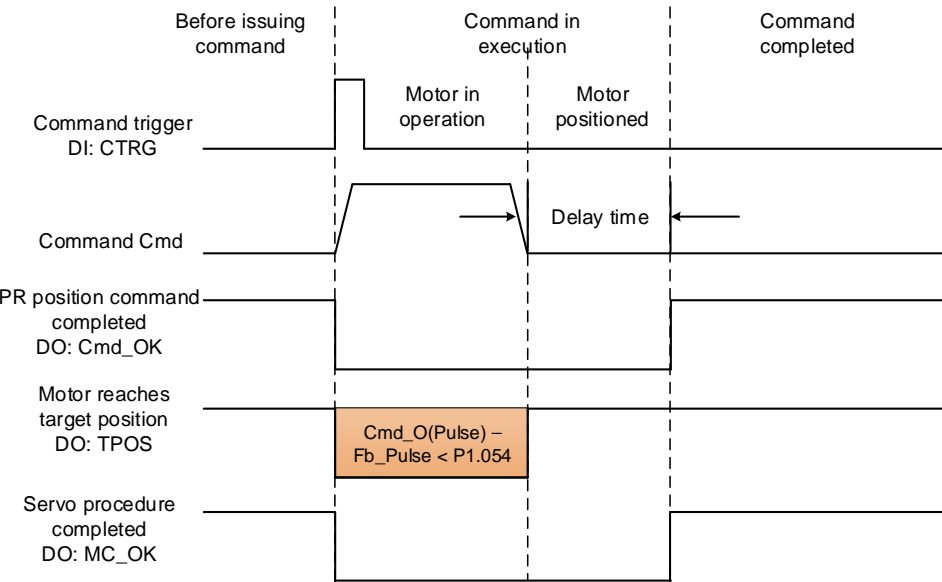 Before issuing
command
Command in
execution
Command
completed
Motor in
operation
Motor
positioned
Command trigger
DI: CTRG
Delay time
Command Cmd
PR position command
completed
DO: Cmd_OK
Motor reaches
target position
DO: TPOS
Cmd_O(Pulse) –
Fb_Pulse < P1.054
Servo procedure
completed
DO: MC_OK